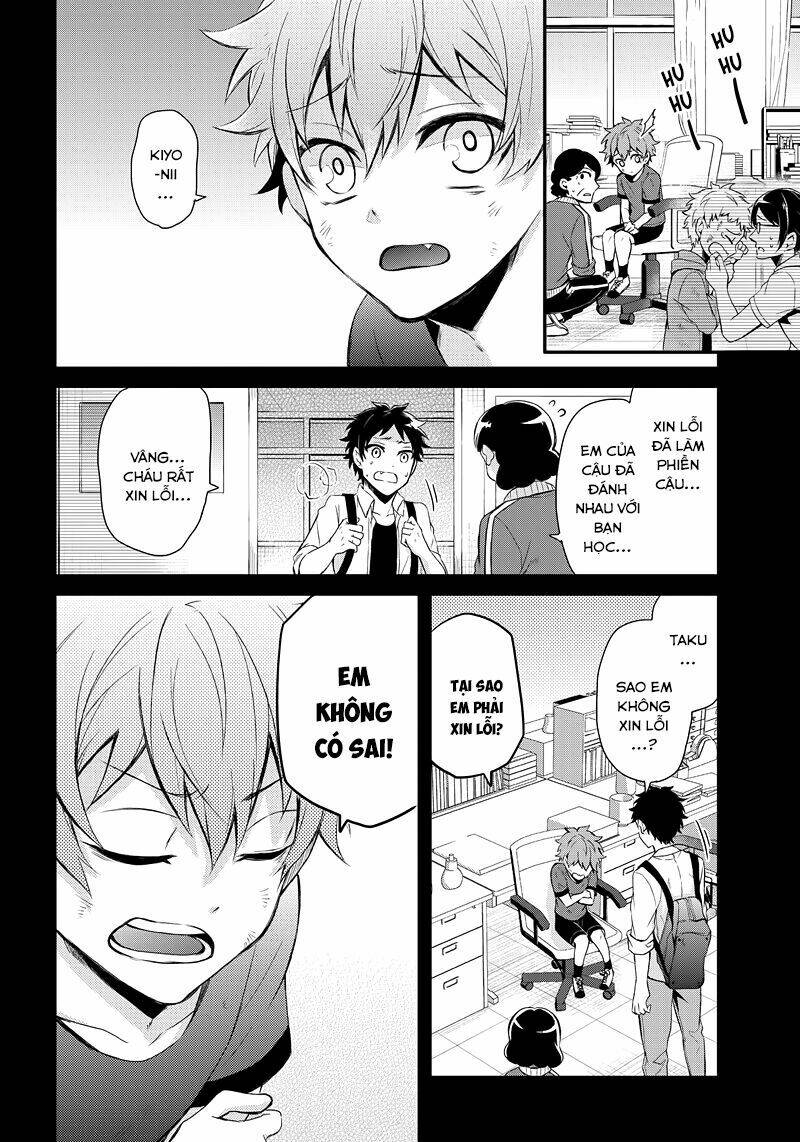 HU
HU
HU
HU
KIYO
-NII
...
XIN LỖI
ĐÃ LÀM
PHIỀN
CẬU...
EM CỦA
CẬU ĐÃ
ĐÁNH
NHAU VỚI
BẠN
HỌC...
VÂNG...
CHÁU RẤT
XIN LỖI...
TAKU
...
SAO EM
KHÔNG
XIN LỖI
...?
TẠI SAO
EM PHẢI
XIN LỖI?
EM
KHÔNG
CÓ SAI!